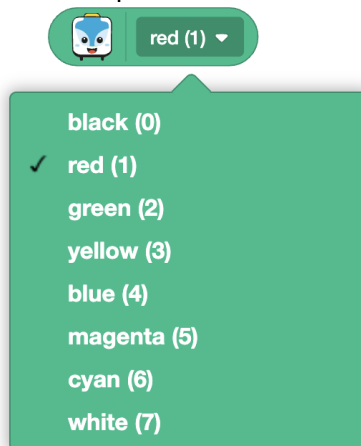 red (1)
black (0)
red (1)
green (2)
yellow (3)
blue (4)
magenta (5)
cyan (6)
white (7)